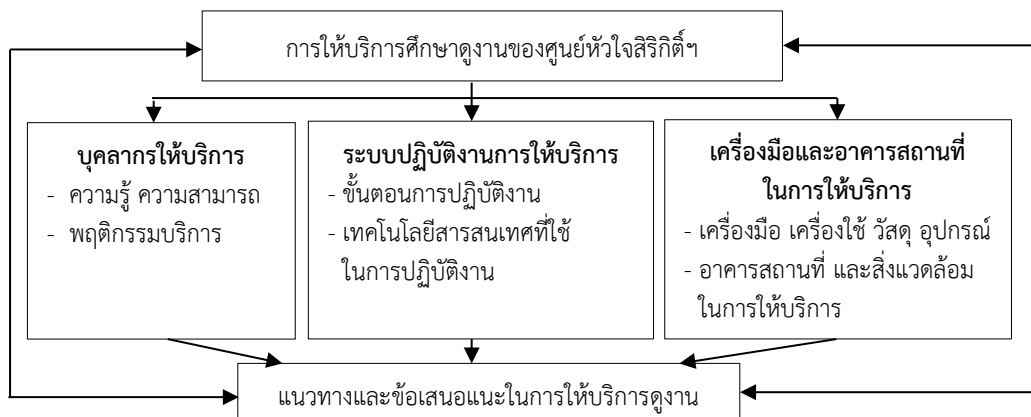 การให้บริการศึกษาดูงานของศูนย์หัวใจสิริกิติ์ฯ
บุคลากรให้บริการ
- ความรู้ ความสามารถ
- พฤติกรรมบริการ
ระบบปฏิบัติงานการให้บริการ
- ขั้นตอนการปฏิบัติงาน
- เทคโนโลยีสารสนเทศที่ใช้
ในการปฏิบัติงาน
เครื่องมือและอาคารสถานที่
ในการให้บริการ
- เครื่องมือ เครื่องใช้ วัสดุ อุปกรณ์
- อาคารสถานที่ และสิ่งแวดล้อม
ในการให้บริการ
แนวทางและข้อเสนอแนะในการให้บริการดูงาน